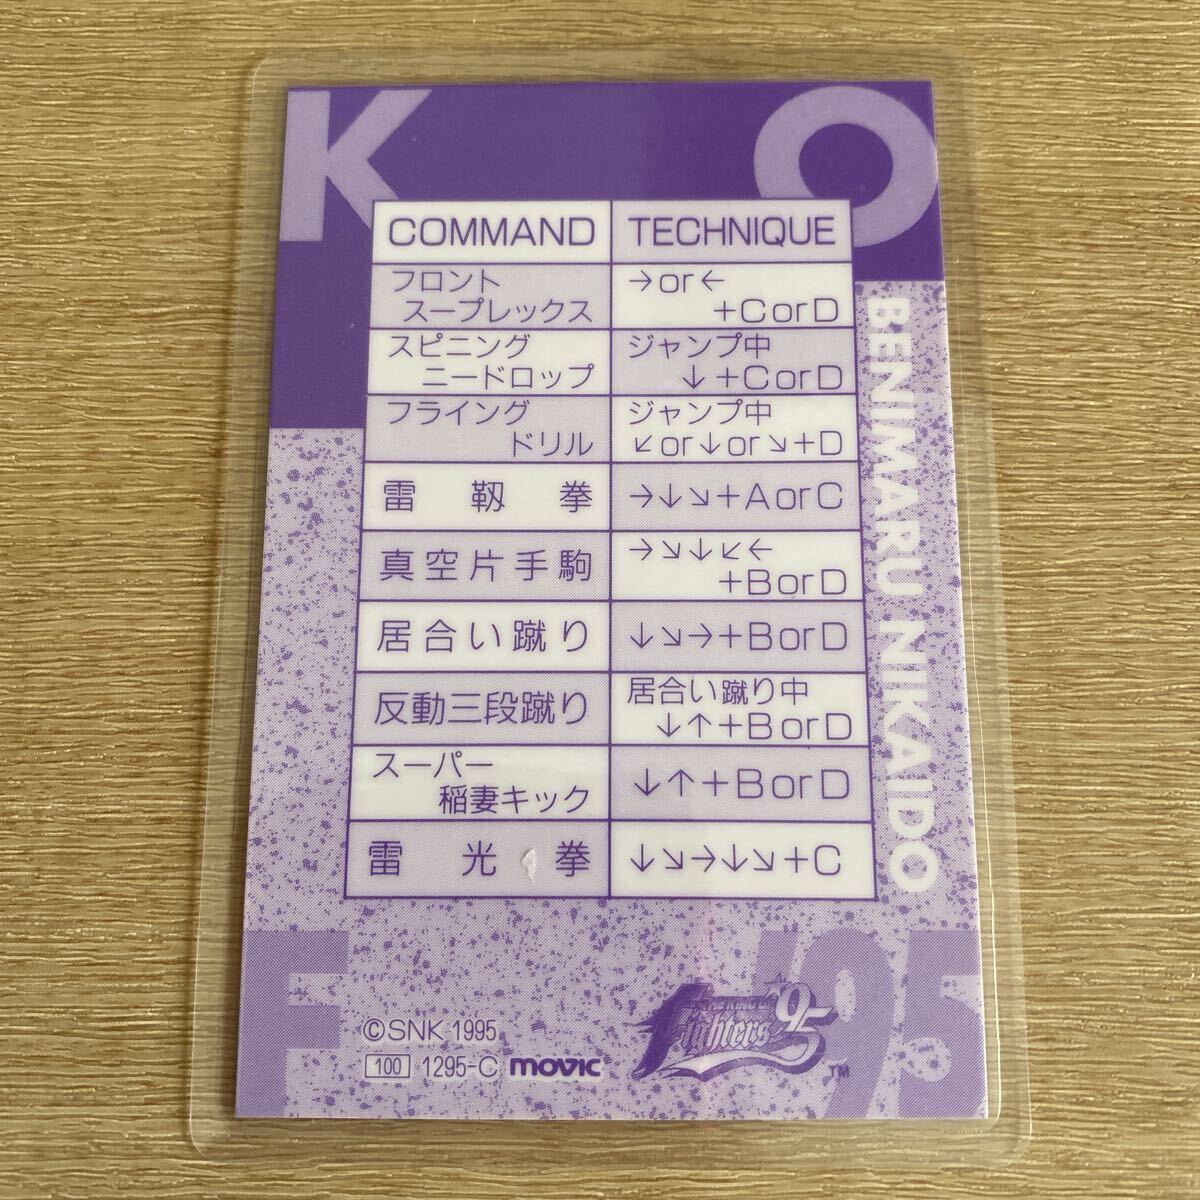 K O
COMMAND TECHNIQUE
フロント
スープレックス
→or←
+CorD
スピニング
ニードロップ
ジャンプ中
↓+CorD
フライング
ドリル
ジャンプ中
↙or↓or↘+D
雷靱拳 →↓↘+AorC
真空片手駒
→↘↓↙←
+BorD
居合い蹴り ↓↘→+BorD
反動三段蹴り
居合い蹴り中
↓↑+BorD
スーパー
稲妻キック
↓↑+BorD
雷光拳 ↓↘→↓↘+C
BENIMARU NIKAIDO
F '95
©SNK 1995
100 1295-C movic
THE KING OF
Fighters '95
TM